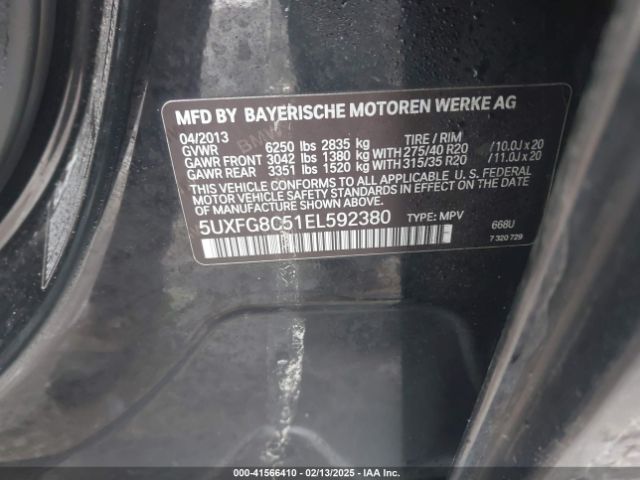 MFD BY BAYERISCHE MOTOREN WERKE AG
04/2013 TIRE / RIM
GVWR 6250 lbs 2835 kg
GAWR FRONT 3042 lbs 1380 kg WITH 275/40 R20 /10.0J x 20
GAWR REAR 3351 lbs 1520 kg WITH 315/35 R20 /11.0J x 20
THIS VEHICLE CONFORMS TO ALL APPLICABLE U. S. FEDERAL
MOTOR VEHICLE SAFETY STANDARDS IN EFFECT ON THE DATE
OF MANUFACTURE SHOWN ABOVE.
5UXFG8C51EL592380 TYPE: MPV 668U
7 320 729
000-41566410 - 02/13/2025 - IAA Inc.